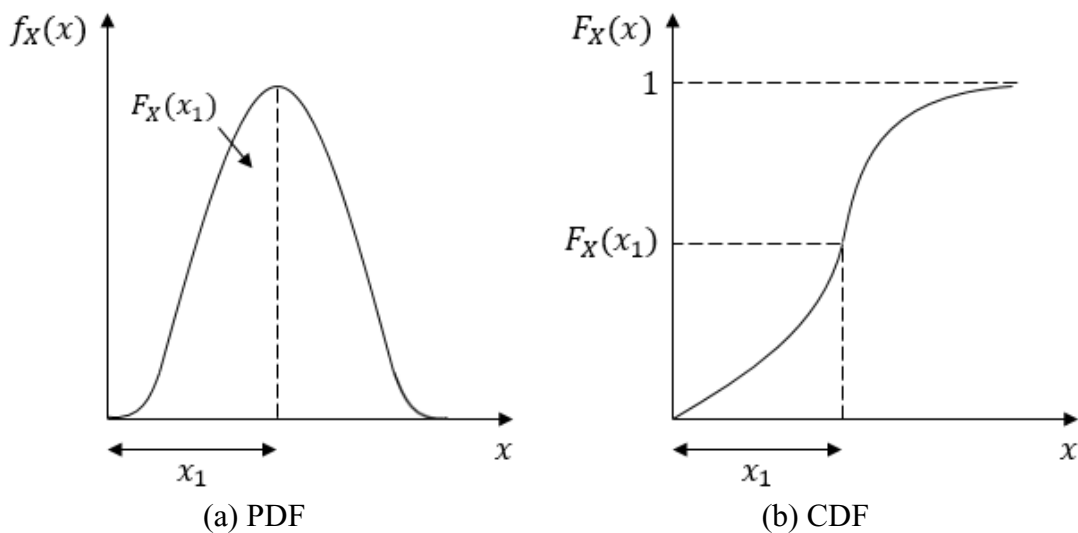 f_X(x)
F_X(x_1)
x
x_1
(a) PDF
F_X(x)
1
F_X(x_1)
x
x_1
(b) CDF